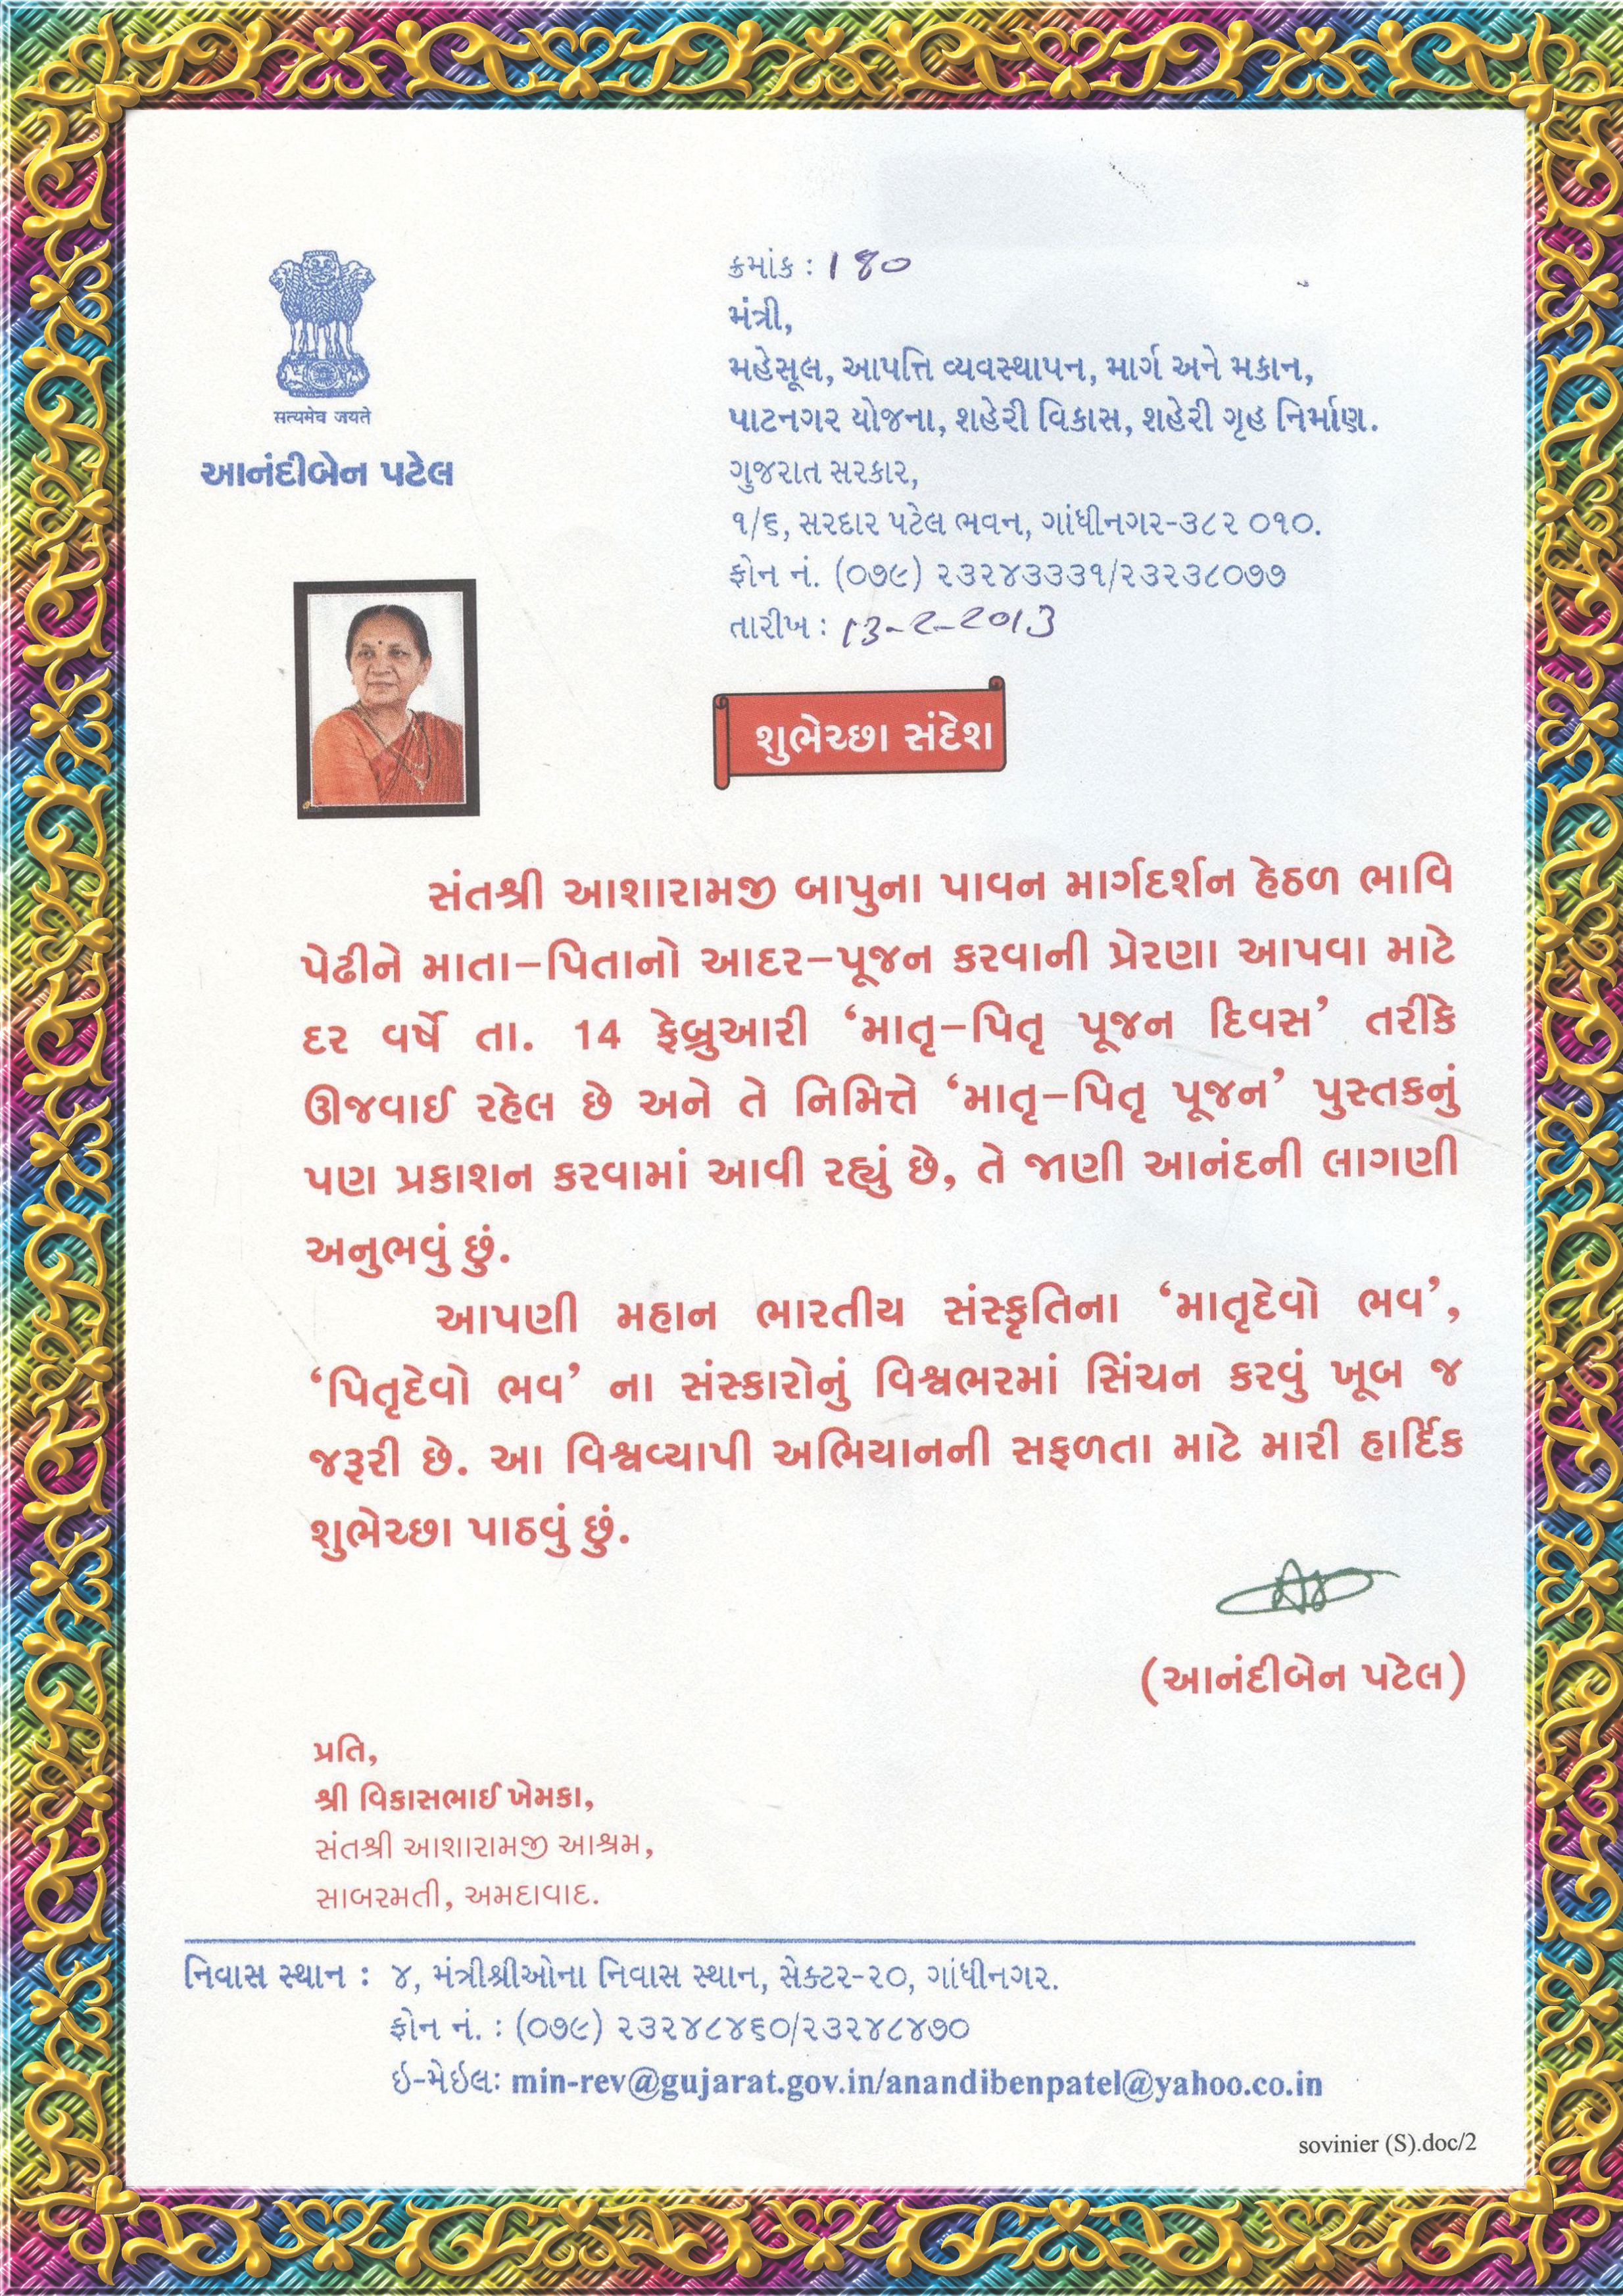 ક્રમાંક : 180
મંત્રી,
મહેસૂલ, આપત્તિ વ્યવસ્થાપન, માર્ગ અને મકાન,
પાટનગર યોજના, શહેરી વિકાસ, શહેરી ગૃહ નિર્માણ.
ગુજરાત સરકાર,
૧/૬, સરદાર પટેલ ભવન, ગાંધીનગર-૩૮૨ ૦૧૦.
ફોન નં. (૦૭૯) ૨૩૨૪૩૩૩૧/૨૩૨૩૮૦૭૭
તારીખ : 13-2-2013
सत्यमेव जयते
આનંદીબેન પટેલ
શુભેચ્છા સંદેશ
સંતશ્રી આશારામજી બાપુના પાવન માર્ગદર્શન હેઠળ ભાવિ
પેઢીને માતા-પિતાનો આદર-પૂજન કરવાની પ્રેરણા આપવા માટે
દર વર્ષે તા. 14 ફેબ્રુઆરી ‘માતૃ-પિતૃ પૂજન દિવસ’ તરીકે
ઊજવાઈ રહેલ છે અને તે નિમિત્તે ‘માતૃ-પિતૃ પૂજન’ પુસ્તકનું
પણ પ્રકાશન કરવામાં આવી રહ્યું છે, તે જાણી આનંદની લાગણી
અનુભવું છું.
આપણી મહાન ભારતીય સંસ્કૃતિના ‘માતૃદેવો ભવ’,
‘પિતૃદેવો ભવ’ ના સંસ્કારોનું વિશ્વભરમાં સિંચન કરવું ખૂબ જ
જરૂરી છે. આ વિશ્વવ્યાપી અભિયાનની સફળતા માટે મારી હાર્દિક
શુભેચ્છા પાઠવું છું.
(આનંદીબેન પટેલ)
પ્રતિ,
શ્રી વિકાસભાઈ ખેમકા,
સંતશ્રી આશારામજી આશ્રમ,
સાબરમતી, અમદાવાદ.
નિવાસ સ્થાન : ૪, મંત્રીશ્રીઓના નિવાસ સ્થાન, સેક્ટર-૨૦, ગાંધીનગર.
ફોન નં. : (૦૭૯) ૨૩૨૪૮૪૬૦/૨૩૨૪૮૪૭૦
ઇ-મેઇલ: min-rev@gujarat.gov.in/anandibenpatel@yahoo.co.in
sovinier (S).doc/2